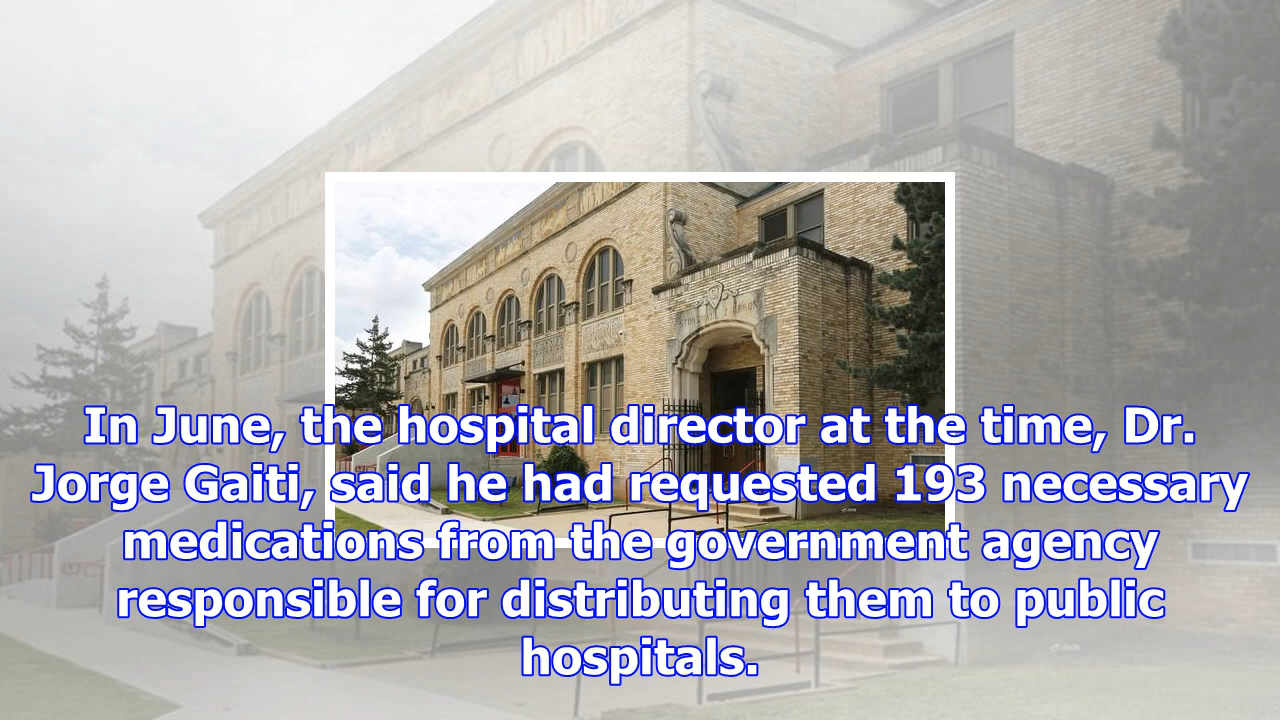 In June, the hospital director at the time, Dr.
Jorge Gaiti, said he had requested 193 necessary
medications from the government agency
responsible for distributing them to public
hospitals.